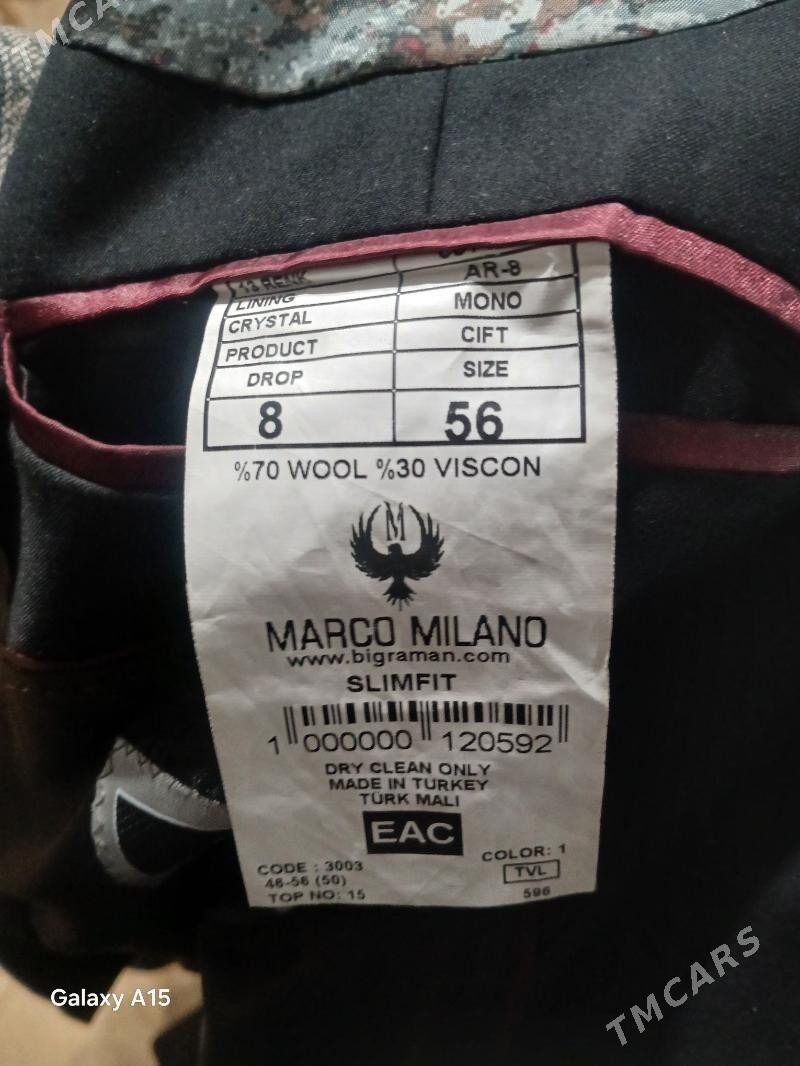 TMCARS
LINING AR-8
CRYSTAL MONO
PRODUCT CIFT
DROP SIZE
8 56
%70 WOOL %30 VISCON
M
MARCO MILANO
www.bigraman.com
SLIMFIT
1 000000 120592
DRY CLEAN ONLY
MADE IN TURKEY
TÜRK MALI
EAC
CODE : 3003 COLOR: 1
46-56 (50) TVL
TOP NO: 15 596
Galaxy A15
TMCARS